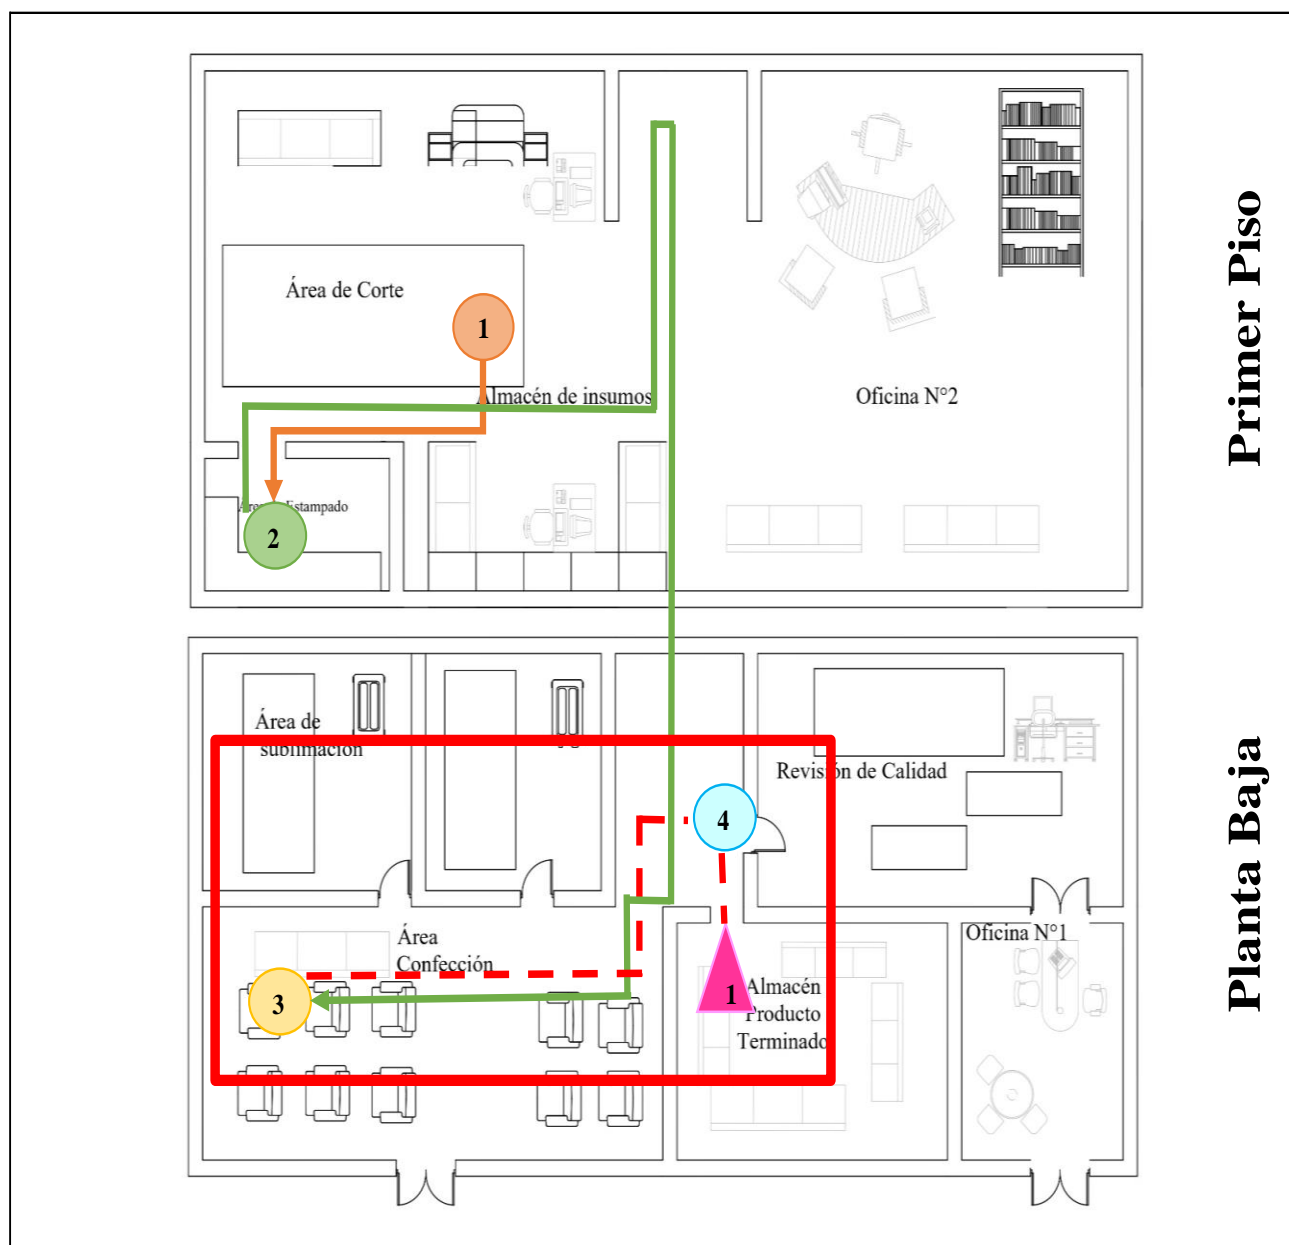 Primer Piso
Área de Corte
1
Almacén de insumos
Oficina N°2
Estampado
2
Planta Baja
Área de
sublimación
Revisión de Calidad
4
Área
Confección
Oficina N°1
3
1
Almacén
Producto
Terminado